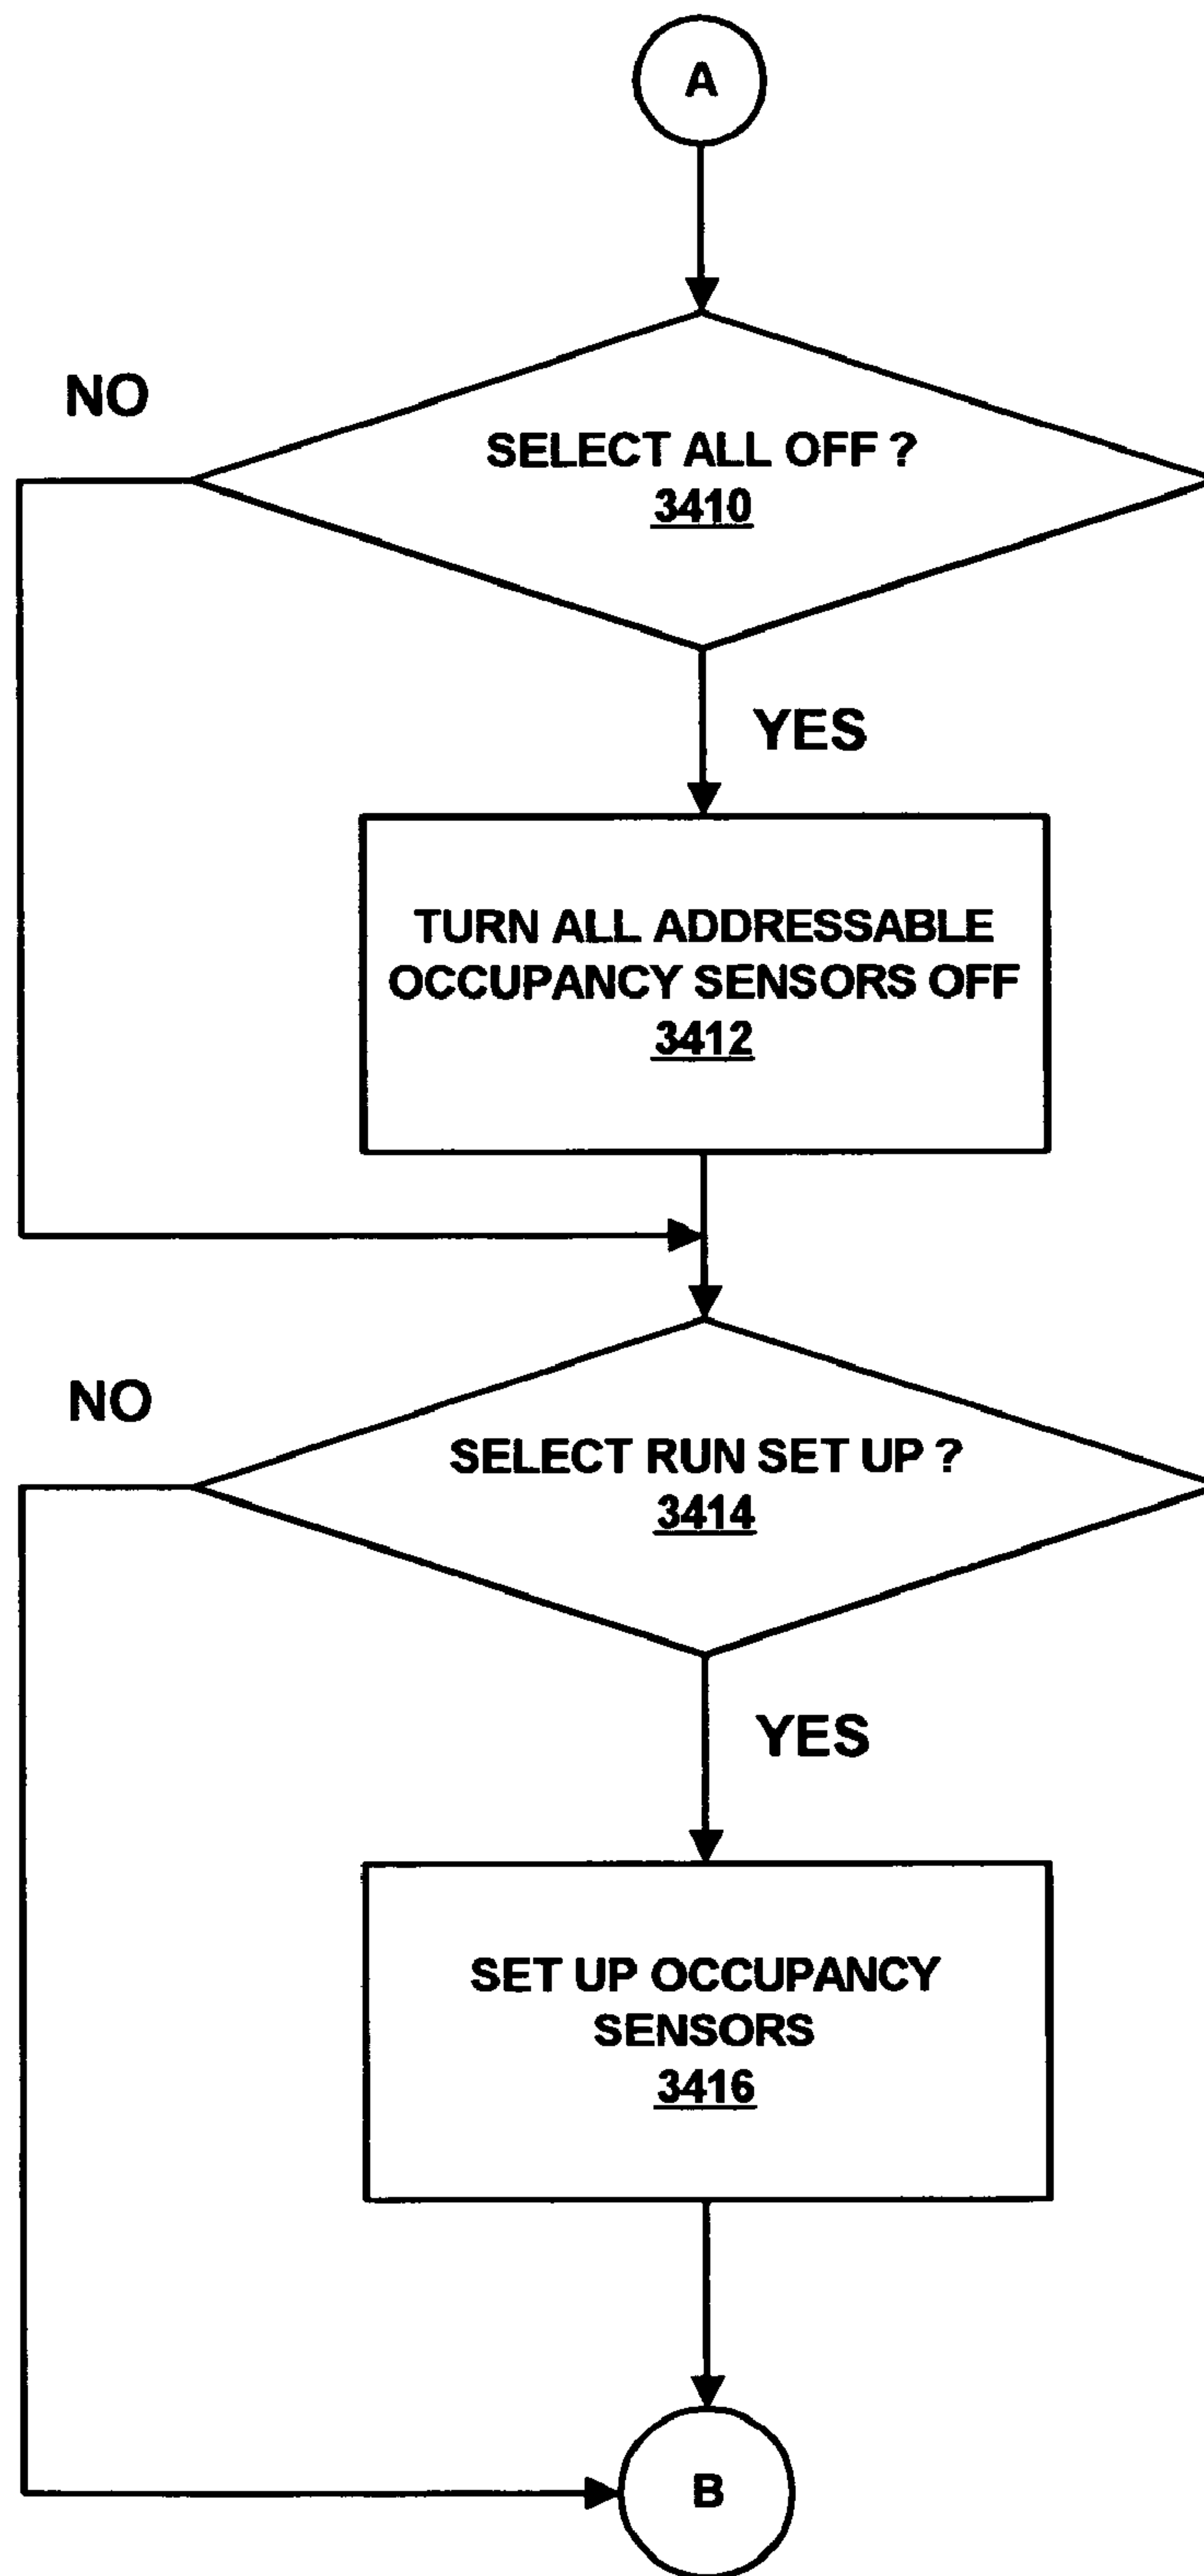 A
NO
SELECT ALL OFF ?
3410
YES
TURN ALL ADDRESSABLE
OCCUPANCY SENSORS OFF
3412
NO
SELECT RUN SET UP ?
3414
YES
SET UP OCCUPANCY
SENSORS
3416
B